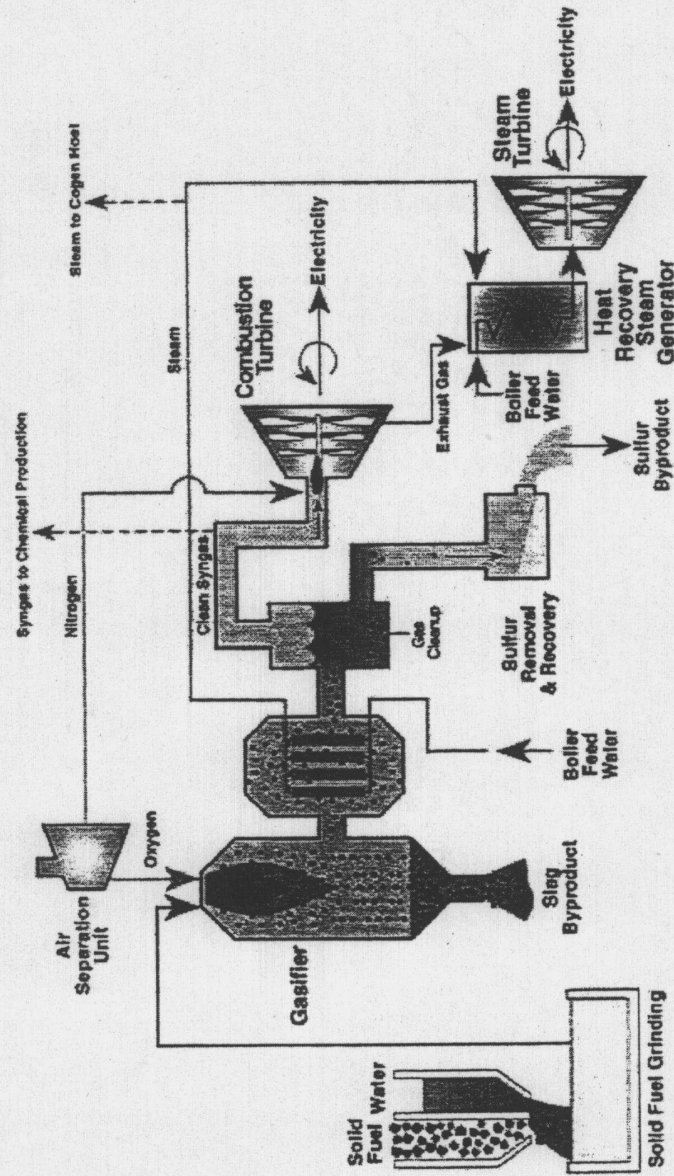 Solid
Fuel Water
Solid Fuel Grinding
Air
Separation
Unit
Oxygen
Gasifier
Slag
Byproduct
Nitrogen
Syngas to Chemical Production
Steam
Steam to Cogen Host
Clean Syngas
Gas
Cleanup
Boiler
Feed
Water
Sulfur
Removal
& Recovery
Sulfur
Byproduct
Combustion
Turbine
Electricity
Exhaust Gas
Boiler
Feed
Water
Heat
Recovery
Steam
Generator
Steam
Turbine
Electricity